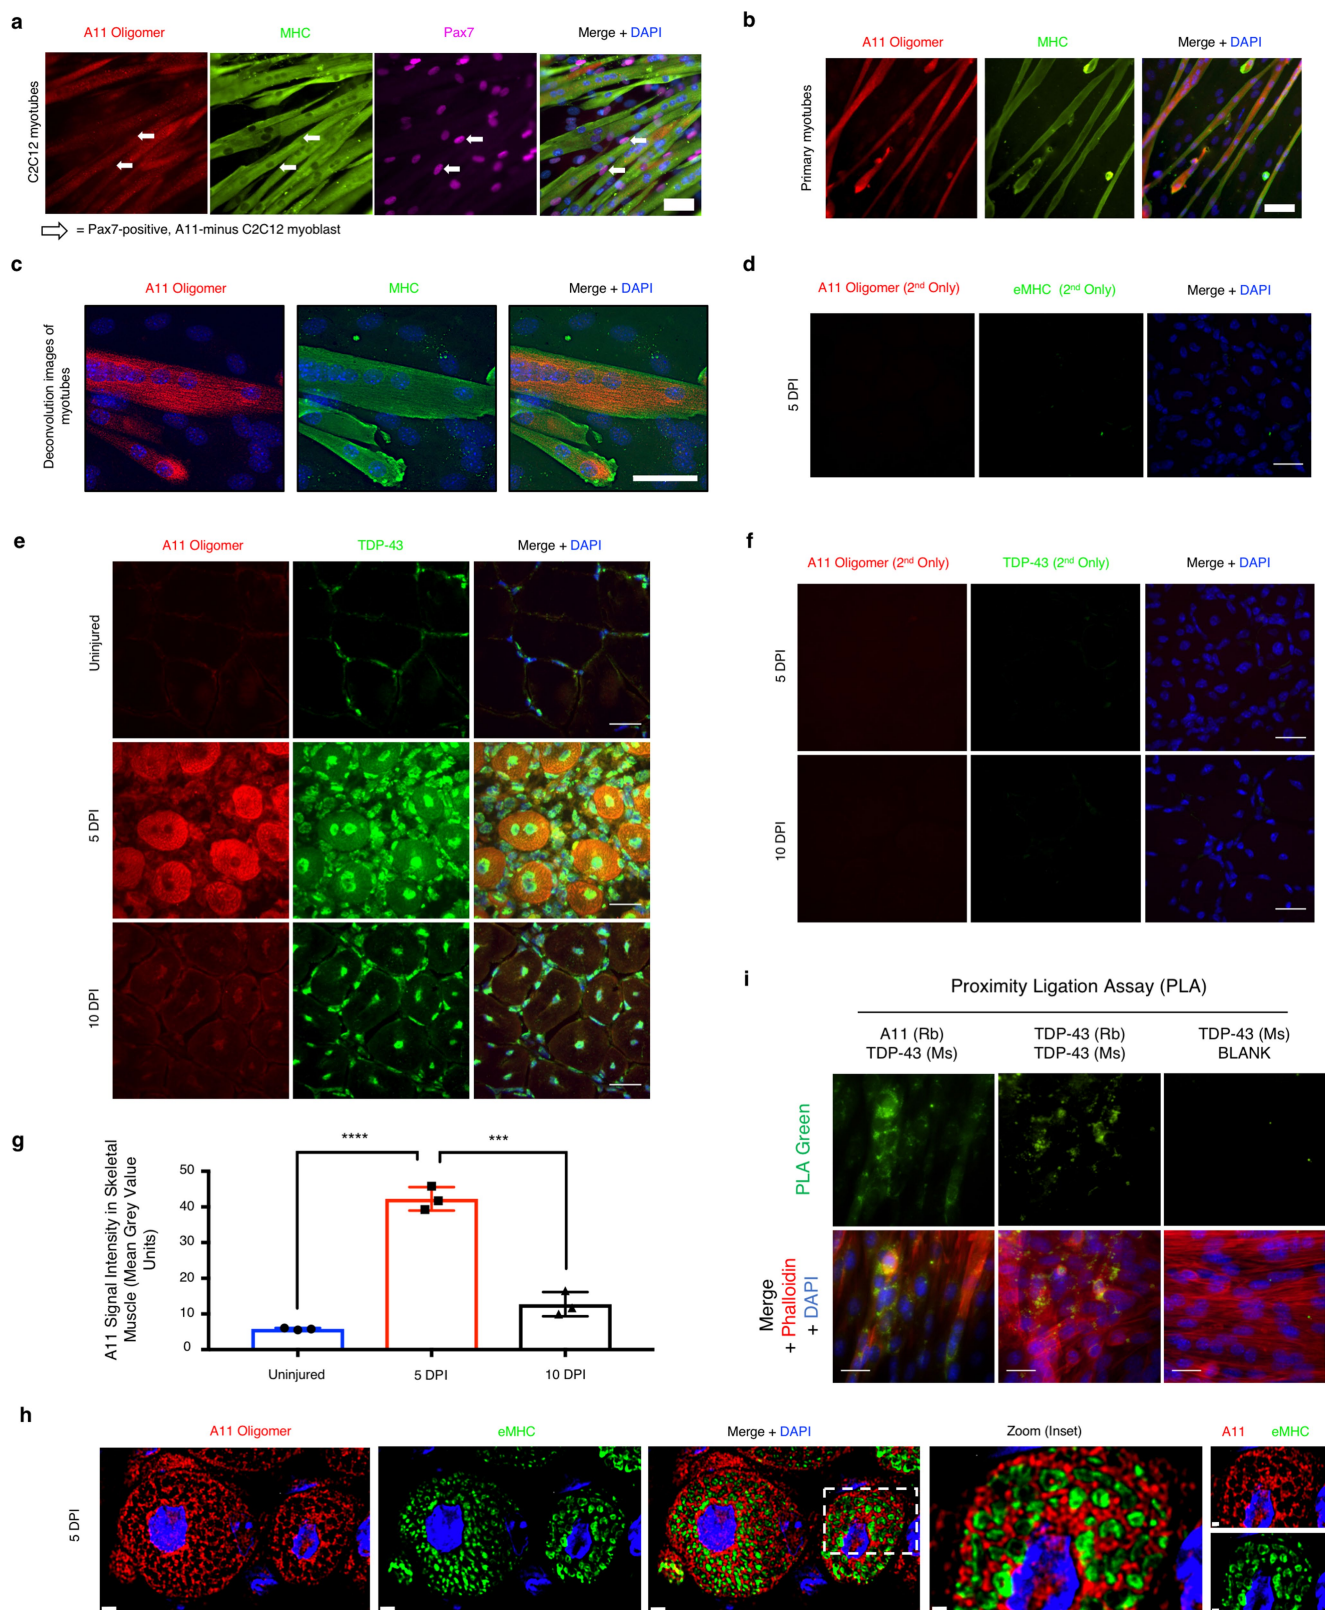 a
A11 Oligomer MHC Pax7 Merge + DAPI
C2C12 myotubes
= Pax7-positive, A11-minus C2C12 myoblast
b
A11 Oligomer MHC Merge + DAPI
Primary myotubes
c
A11 Oligomer MHC Merge + DAPI
Deconvolution images of
myotubes
d
A11 Oligomer (2nd Only) eMHC (2nd Only) Merge + DAPI
5 DPI
e
A11 Oligomer TDP-43 Merge + DAPI
Uninjured
5 DPI
10 DPI
f
A11 Oligomer (2nd Only) TDP-43 (2nd Only) Merge + DAPI
5 DPI
10 DPI
g
A11 Signal Intensity in Skeletal
Muscle (Mean Grey Value
Units)
50
40
30
20
10
0
**** ***
Uninjured 5 DPI 10 DPI
i
Proximity Ligation Assay (PLA)
A11 (Rb) TDP-43 (Rb) TDP-43 (Ms)
TDP-43 (Ms) TDP-43 (Ms) BLANK
PLA Green
Merge
+ Phalloidin
+ DAPI
h
A11 Oligomer eMHC Merge + DAPI Zoom (Inset) A11 eMHC
5 DPI